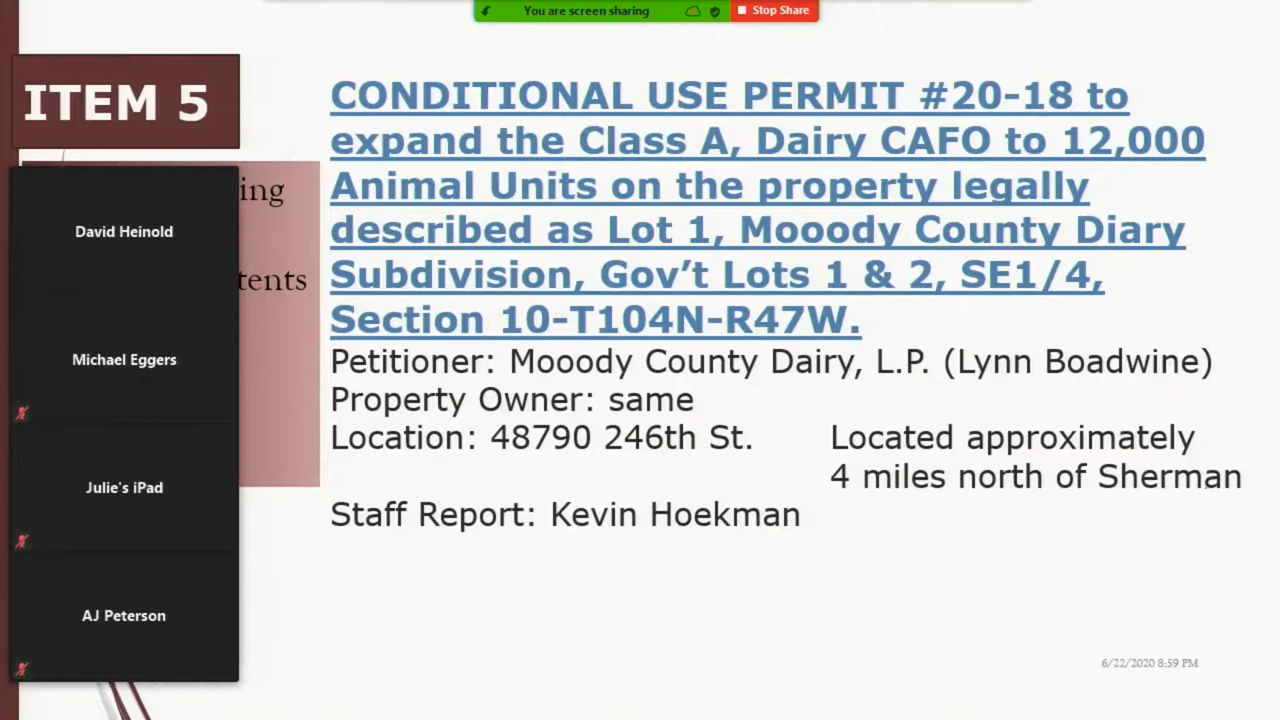 You are screen sharing
Stop Share
ITEM 5
CONDITIONAL USE PERMIT #20-18 to
expand the Class A, Dairy CAFO to 12,000
Animal Units on the property legally
described as Lot 1, Mooody County Diary
Subdivision, Gov’t Lots 1 & 2, SE1/4,
Section 10-T104N-R47W.
Petitioner: Mooody County Dairy, L.P. (Lynn Boadwine)
Property Owner: same
Location: 48790 246th St.
Located approximately
4 miles north of Sherman
Staff Report: Kevin Hoekman
ing
tents
David Heinold
Michael Eggers
Julie's iPad
AJ Peterson
6/22/2020 8:59 PM